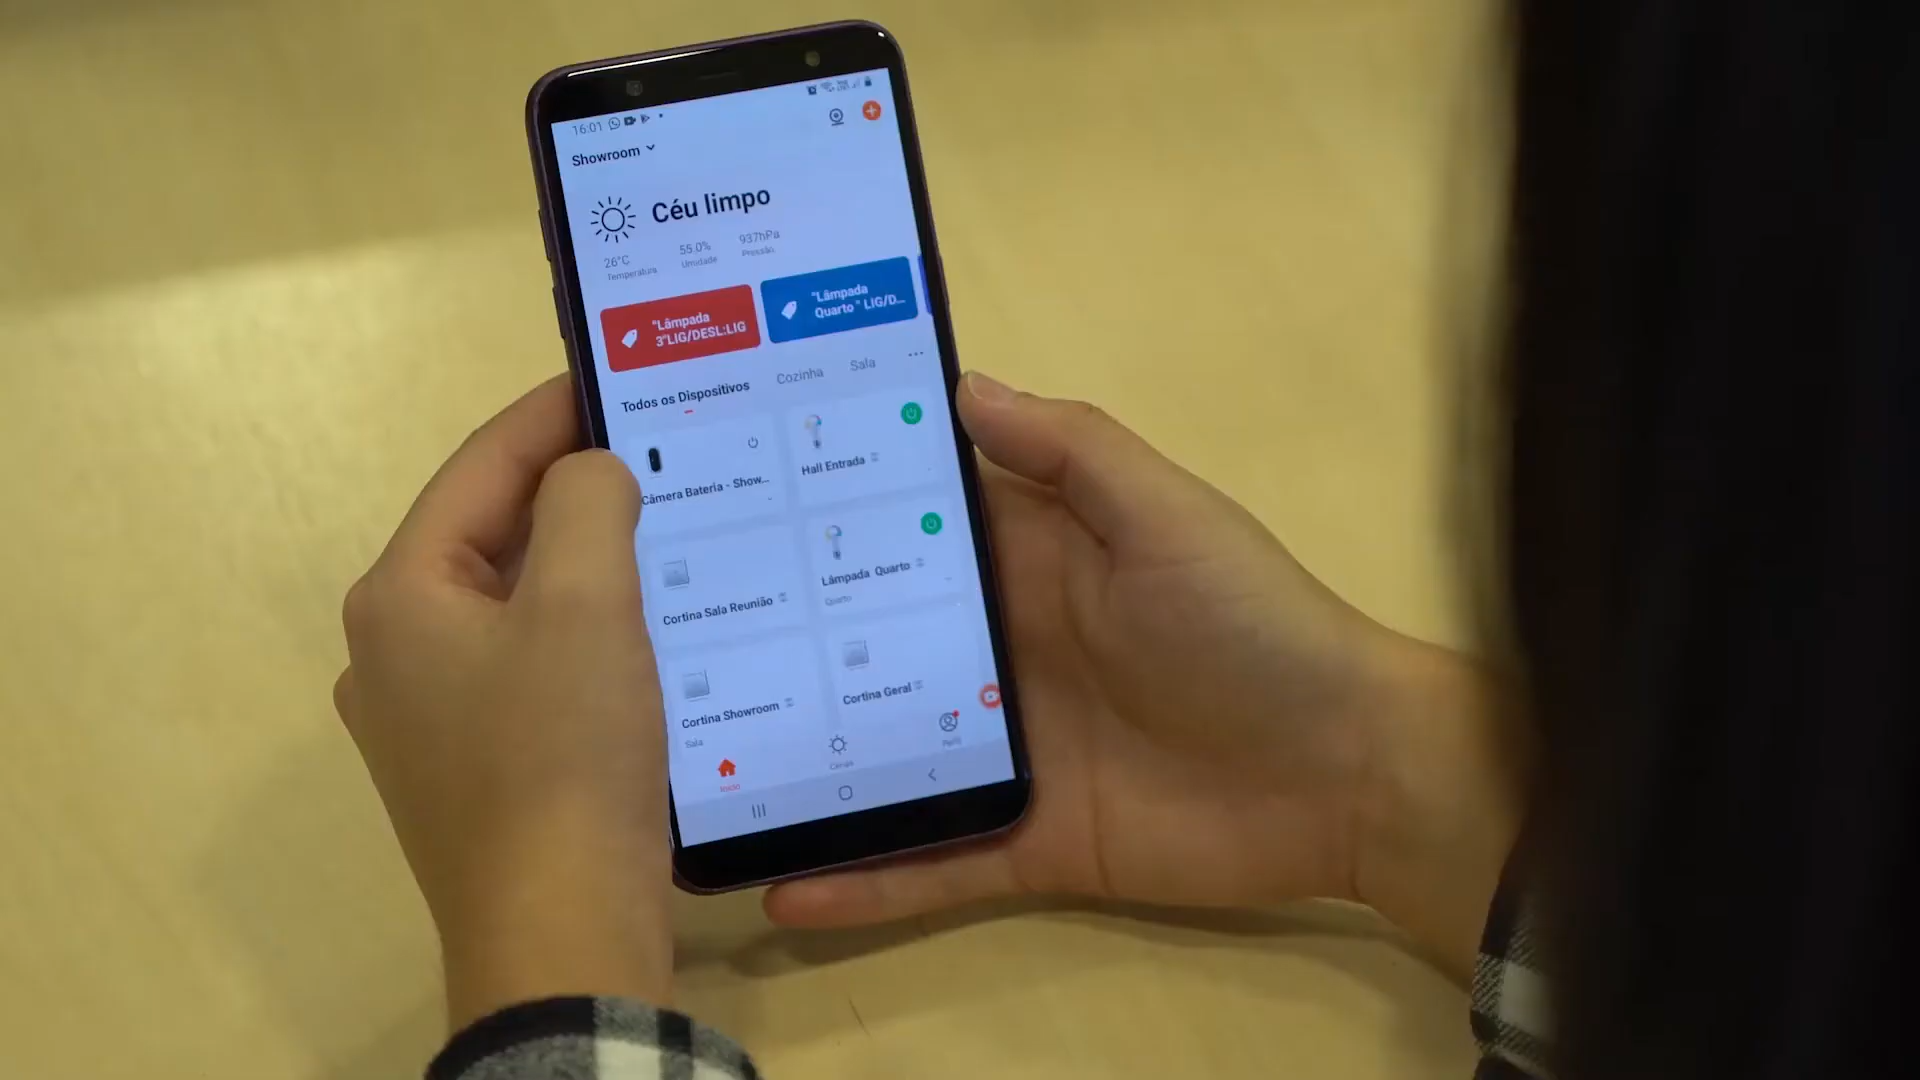 16:01
Showroom
Céu limpo
26°C
55.0%
937hPa
Temperatura
Umidade
Pressão
"Lâmpada
3"LIG/DESL:LIG
"Lâmpada
Quarto " LIG/D...
Todos os Dispositivos
Cozinha
Sala
Câmera Bateria - Show...
Hall Entrada
Cortina Sala Reunião
Lâmpada Quarto
Quarto
Cortina Showroom
Sala
Cortina Geral
Início
Cenas
Perfil